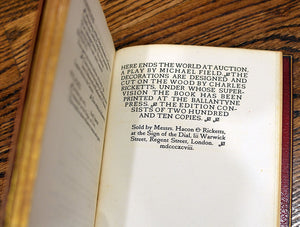 HERE ENDS THE WORLD AT AUCTION,
A PLAY BY MICHAEL FIELD. THE
DECORATIONS ARE DESIGNED AND
CUT ON THE WOOD BY CHARLES
RICKETTS, UNDER WHOSE SUPER-
VISION THE BOOK HAS BEEN
PRINTED AT THE BALLANTYNE
PRESS. THE EDITION CON-
SISTS OF TWO HUNDRED
AND TEN COPIES.
Sold by Messrs. Hacon & Ricketts,
at the Sign of the Dial, lii Warwick
Street, Regent Street, London.
mdcccxcviii.